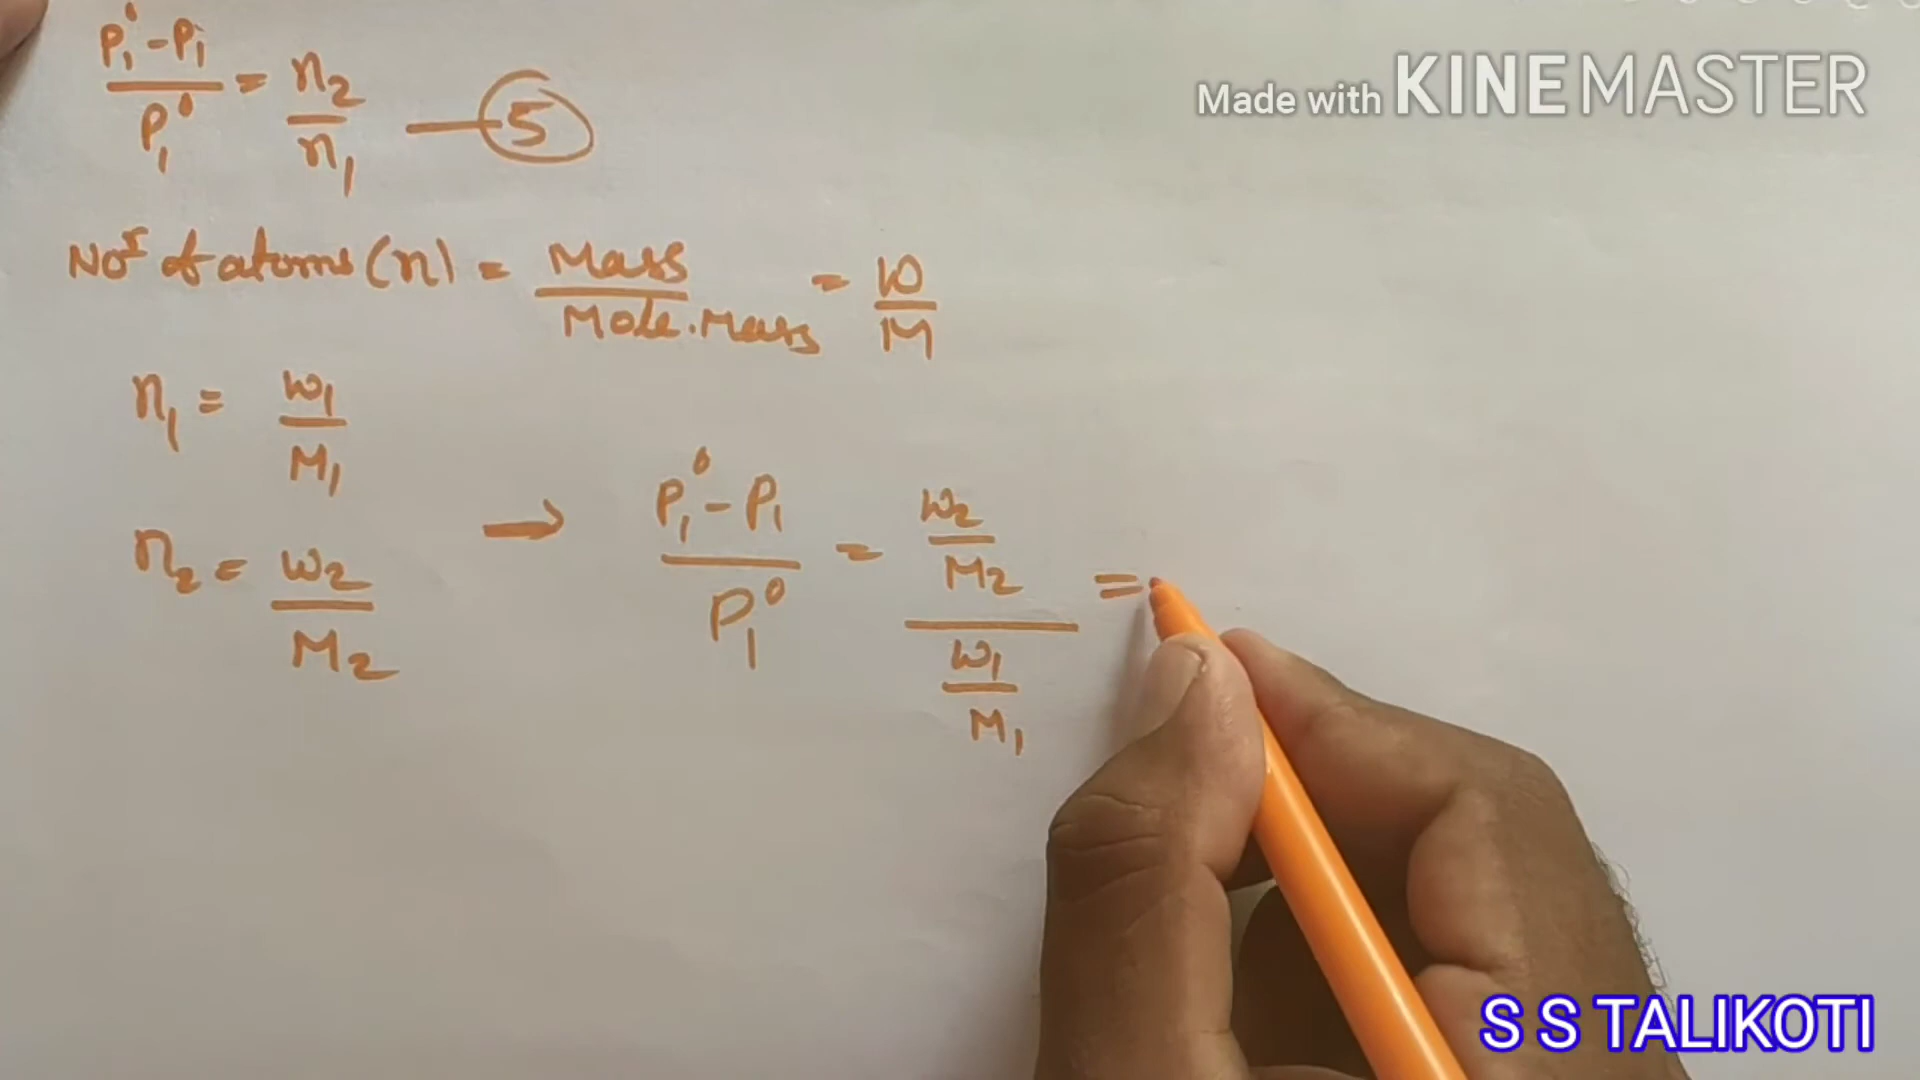 Made with KINEMASTER
P₁⁰ - P₁ / P₁⁰ = n₂ / n₁ — 5
No⁵ of atoms (n) = Mass / Mole. Mass = W / M
n₁ = W₁ / M₁
n₂ = W₂ / M₂ → P₁⁰ - P₁ / P₁⁰ = W₂ / M₂ / W₁ / M₁ =
S S TALIKOTI